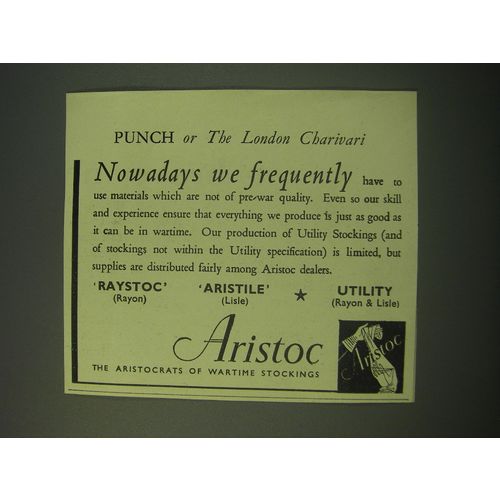 PUNCH or The London Charivari
Nowadays we frequently have to
use materials which are not of pre-war quality. Even so our skill
and experience ensure that everything we produce is just as good as
it can be in wartime. Our production of Utility Stockings (and
of stockings not within the Utility specification) is limited, but
supplies are distributed fairly among Aristoc dealers.
'RAYSTOC' 'ARISTILE' ★ UTILITY
(Rayon) (Lisle) (Rayon & Lisle)
Aristoc
THE ARISTOCRATS OF WARTIME STOCKINGS
Aristoc